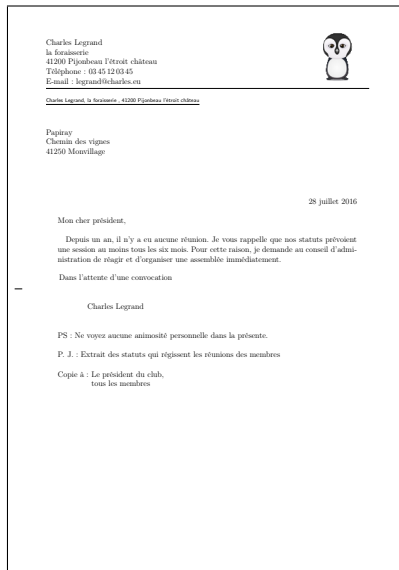 Charles Legrand
la foraisserie
41200 Pijonbeau l'étroit château
Téléphone : 03 45 12 03 45
E-mail : legrand@charles.eu
Charles Legrand, la foraisserie , 41200 Pijonbeau l'étroit château
Papiray
Chemin des vignes
41250 Monvillage
28 juillet 2016
Mon cher président,
Depuis un an, il n'y a eu aucune réunion. Je vous rappelle que nos statuts prévoient
une session au moins tous les six mois. Pour cette raison, je demande au conseil d'admi-
nistration de réagir et d'organiser une assemblée immédiatement.
Dans l'attente d'une convocation
Charles Legrand
PS : Ne voyez aucune animosité personnelle dans la présente.
P. J. : Extrait des statuts qui régissent les réunions des membres
Copie à : Le président du club,
tous les membres